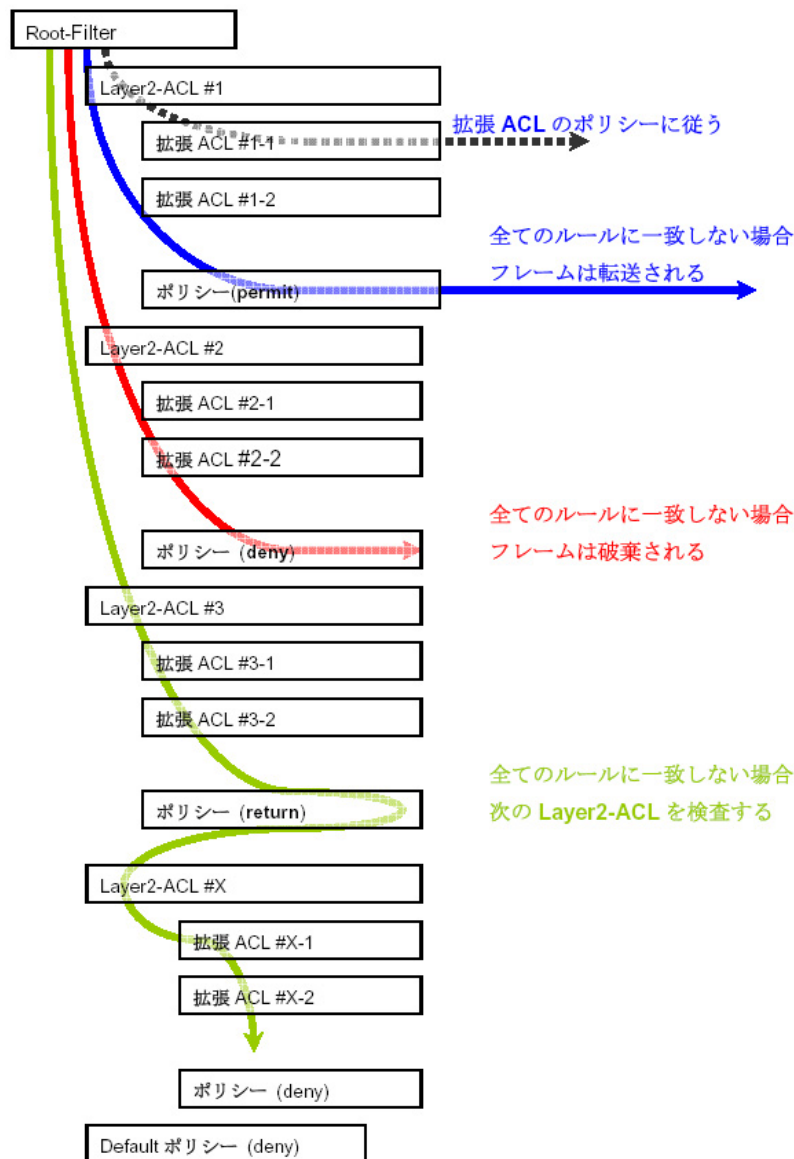 Root-Filter
Layer2-ACL #1
拡張 ACL のポリシーに従う
拡張 ACL #1-1
拡張 ACL #1-2
全てのルールに一致しない場合
フレームは転送される
ポリシー(permit)
Layer2-ACL #2
拡張 ACL #2-1
拡張 ACL #2-2
全てのルールに一致しない場合
フレームは破棄される
ポリシー (deny)
Layer2-ACL #3
拡張 ACL #3-1
拡張 ACL #3-2
全てのルールに一致しない場合
次の Layer2-ACL を検査する
ポリシー (return)
Layer2-ACL #X
拡張 ACL #X-1
拡張 ACL #X-2
ポリシー (deny)
Default ポリシー (deny)